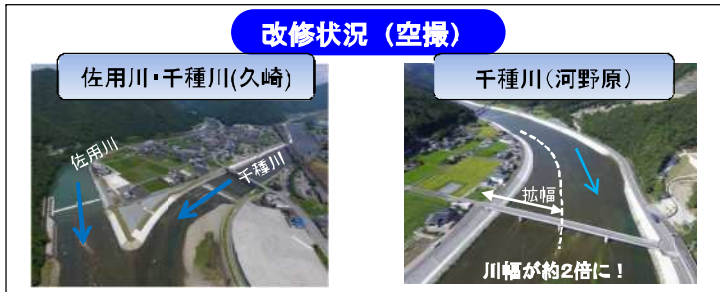 改修状況（空撮）
佐用川･千種川(久崎)
千種川（河野原）
佐用川
千種川
拡幅
川幅が約2倍に！